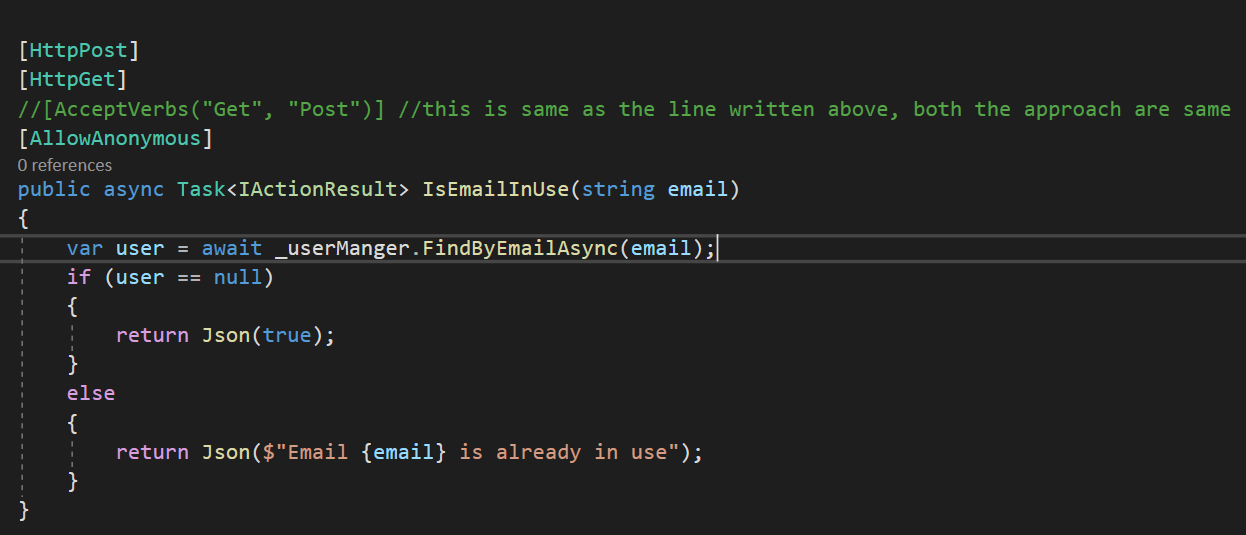 [HttpPost]
[HttpGet]
//[AcceptVerbs("Get", "Post")] //this is same as the line written above, both the approach are same
[AllowAnonymous]
0 references
public async Task<IActionResult> IsEmailInUse(string email)
{
    var user = await _userManger.FindByEmailAsync(email);
    if (user == null)
    {
        return Json(true);
    }
    else
    {
        return Json($"Email {email} is already in use");
    }
}